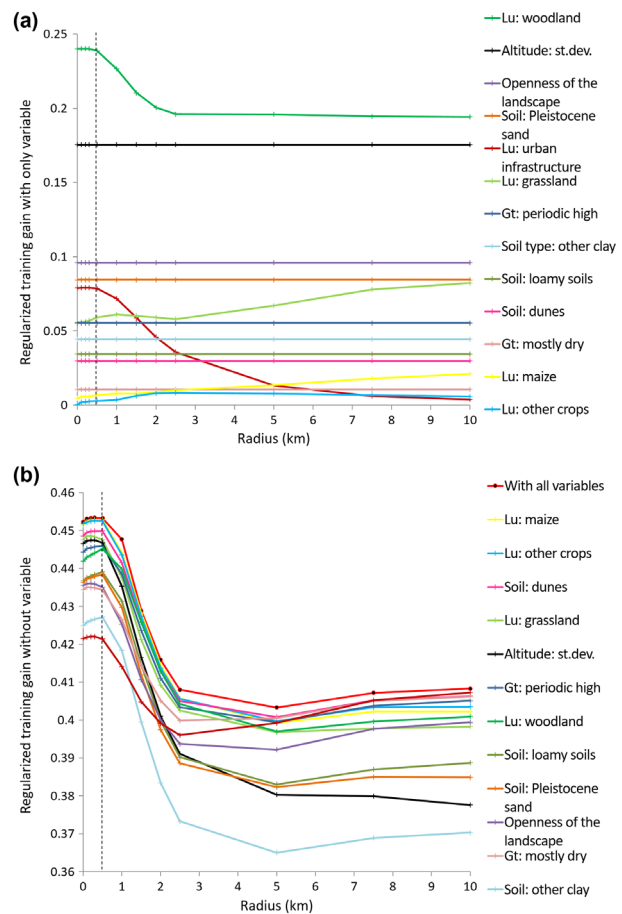 (a)
Regularized training gain with only variable
0.25
0.2
0.15
0.1
0.05
0
0
1
2
3
4
5
6
7
8
9
10
Radius (km)
Lu: woodland
Altitude: st.dev.
Openness of the
landscape
Soil: Pleistocene
sand
Lu: urban
infrastructure
Lu: grassland
Gt: periodic high
Soil type: other clay
Soil: loamy soils
Soil: dunes
Gt: mostly dry
Lu: maize
Lu: other crops
(b)
Regularized training gain without variable
0.46
0.45
0.44
0.43
0.42
0.41
0.4
0.39
0.38
0.37
0.36
0
1
2
3
4
5
6
7
8
9
10
Radius (km)
With all variables
Lu: maize
Lu: other crops
Soil: dunes
Lu: grassland
Altitude: st.dev.
Gt: periodic high
Lu: woodland
Soil: loamy soils
Soil: Pleistocene
sand
Openness of the
landscape
Gt: mostly dry
Soil: other clay